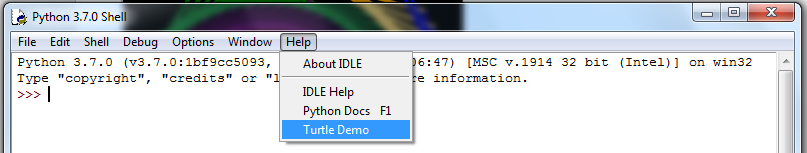 Python 3.7.0 Shell
File Edit Shell Debug Options Window Help
Python 3.7.0 (v3.7.0:1bf9cc5093, 06:47) [MSC v.1914 32 bit (Intel)] on win32
Type "copyright", "credits" or "l re information.
>>>
About IDLE
IDLE Help
Python Docs F1
Turtle Demo